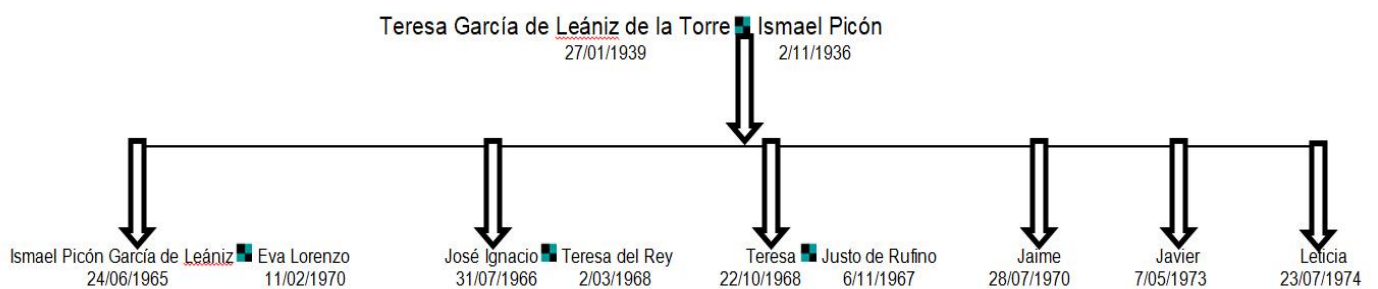 Teresa García de Leániz de la Torre Ismael Picón
27/01/1939 2/11/1936
Ismael Picón García de Leániz Eva Lorenzo José Ignacio Teresa del Rey Teresa Justo de Rufino Jaime Javier Leticia
24/06/1965 11/02/1970 31/07/1966 2/03/1968 22/10/1968 6/11/1967 28/07/1970 7/05/1973 23/07/1974